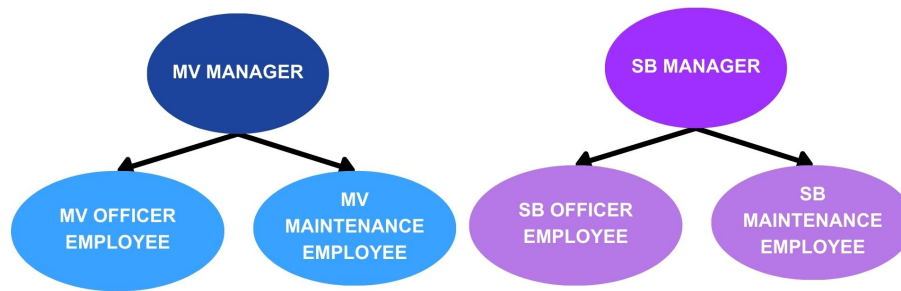 MV MANAGER
SB MANAGER
MV OFFICER
EMPLOYEE
MV
MAINTENANCE
EMPLOYEE
SB OFFICER
EMPLOYEE
SB
MAINTENANCE
EMPLOYEE